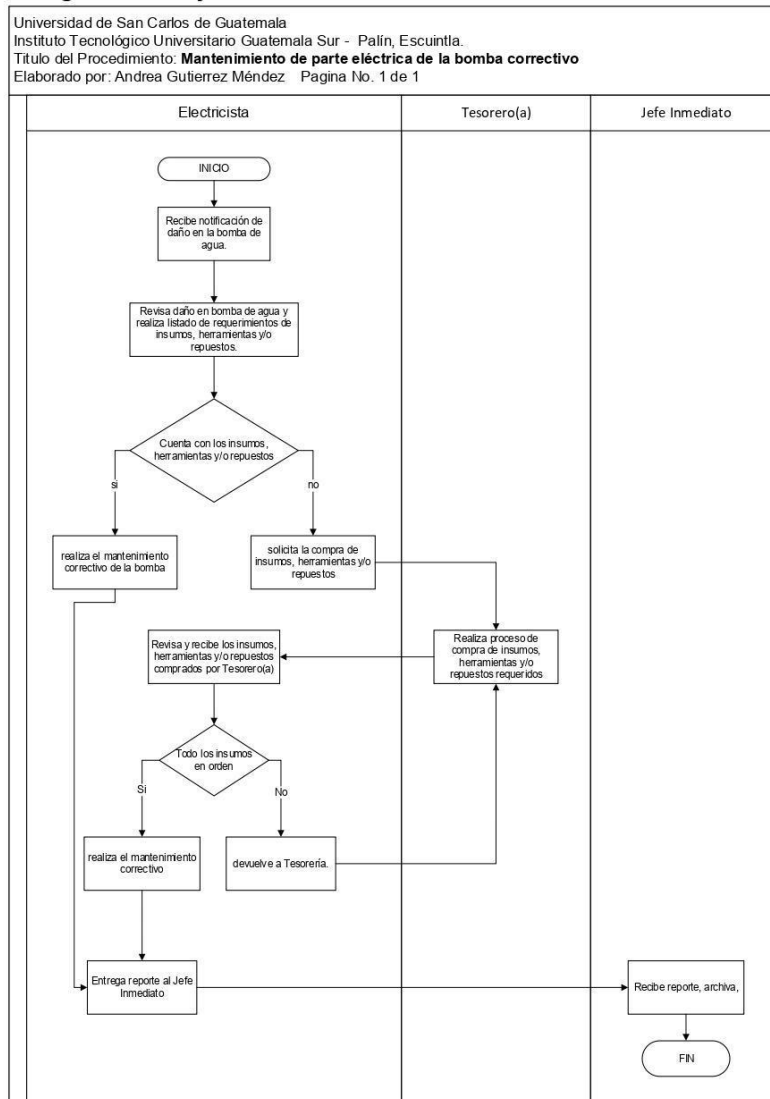 Universidad de San Carlos de Guatemala
Instituto Tecnológico Universitario Guatemala Sur - Palín, Escuintla.
Titulo del Procedimiento: Mantenimiento de parte eléctrica de la bomba correctivo
Elaborado por: Andrea Gutierrez Méndez Pagina No. 1 de 1
Electricista
Tesorero(a)
Jefe Inmediato
INICIO
Recibe notificación de
daño en la bomba de
agua.
Revisa daño en bomba de agua y
realiza listado de requerimientos de
insumos, herramientas y/o
repuestos.
Cuenta con los insumos,
herramientas y/o repuestos
si
no
realiza el mantenimiento
correctivo de la bomba
solicita la compra de
insumos, herramientas y/o
repuestos
Revisa y recibe los insumos,
herramientas y/o repuestos
comprados por Tesorero(a)
Realiza proceso de
compra de insumos,
herramientas y/o
repuestos requeridos
Todo los insumos
en orden
Si
No
realiza el mantenimiento
correctivo
devuelve a Tesorería.
Entrega reporte al Jefe
Inmediato
Recibe reporte, archiva,
FIN